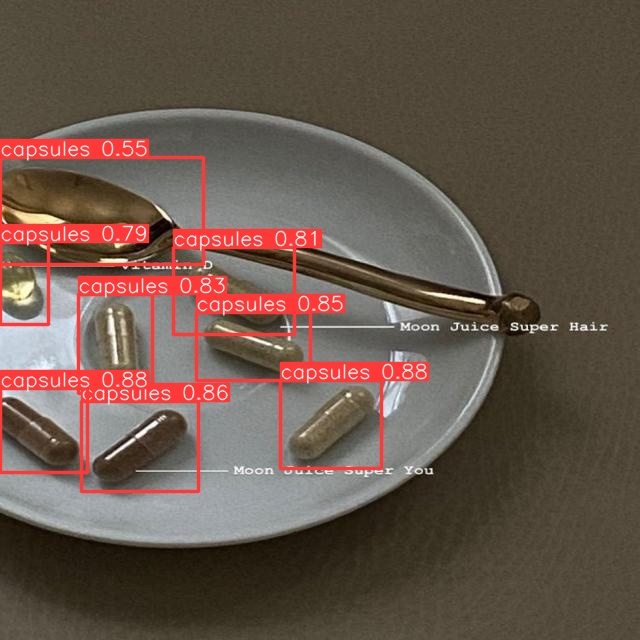 capsules 0.55
capsules 0.79
capsules 0.81
Vitamin D
capsules 0.83
capsules 0.85
Moon Juice Super Hair
capsules 0.88
capsules 0.88
capsules 0.86
Moon Juice Super You